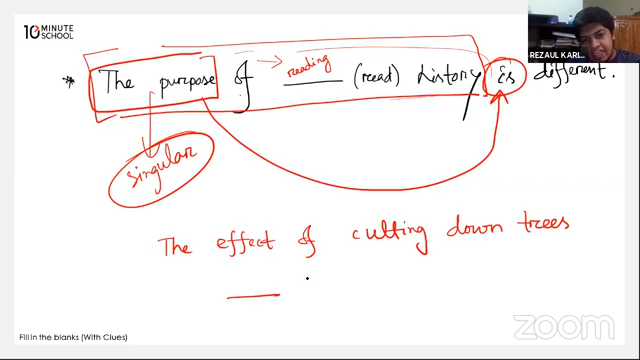 10 MINUTE SCHOOL
REZAUL KARI
reading
* The purpose of ____ (read) history is different.
singular
The effect of cutting down trees
____
zoom
Fill in the blanks (With Clues)